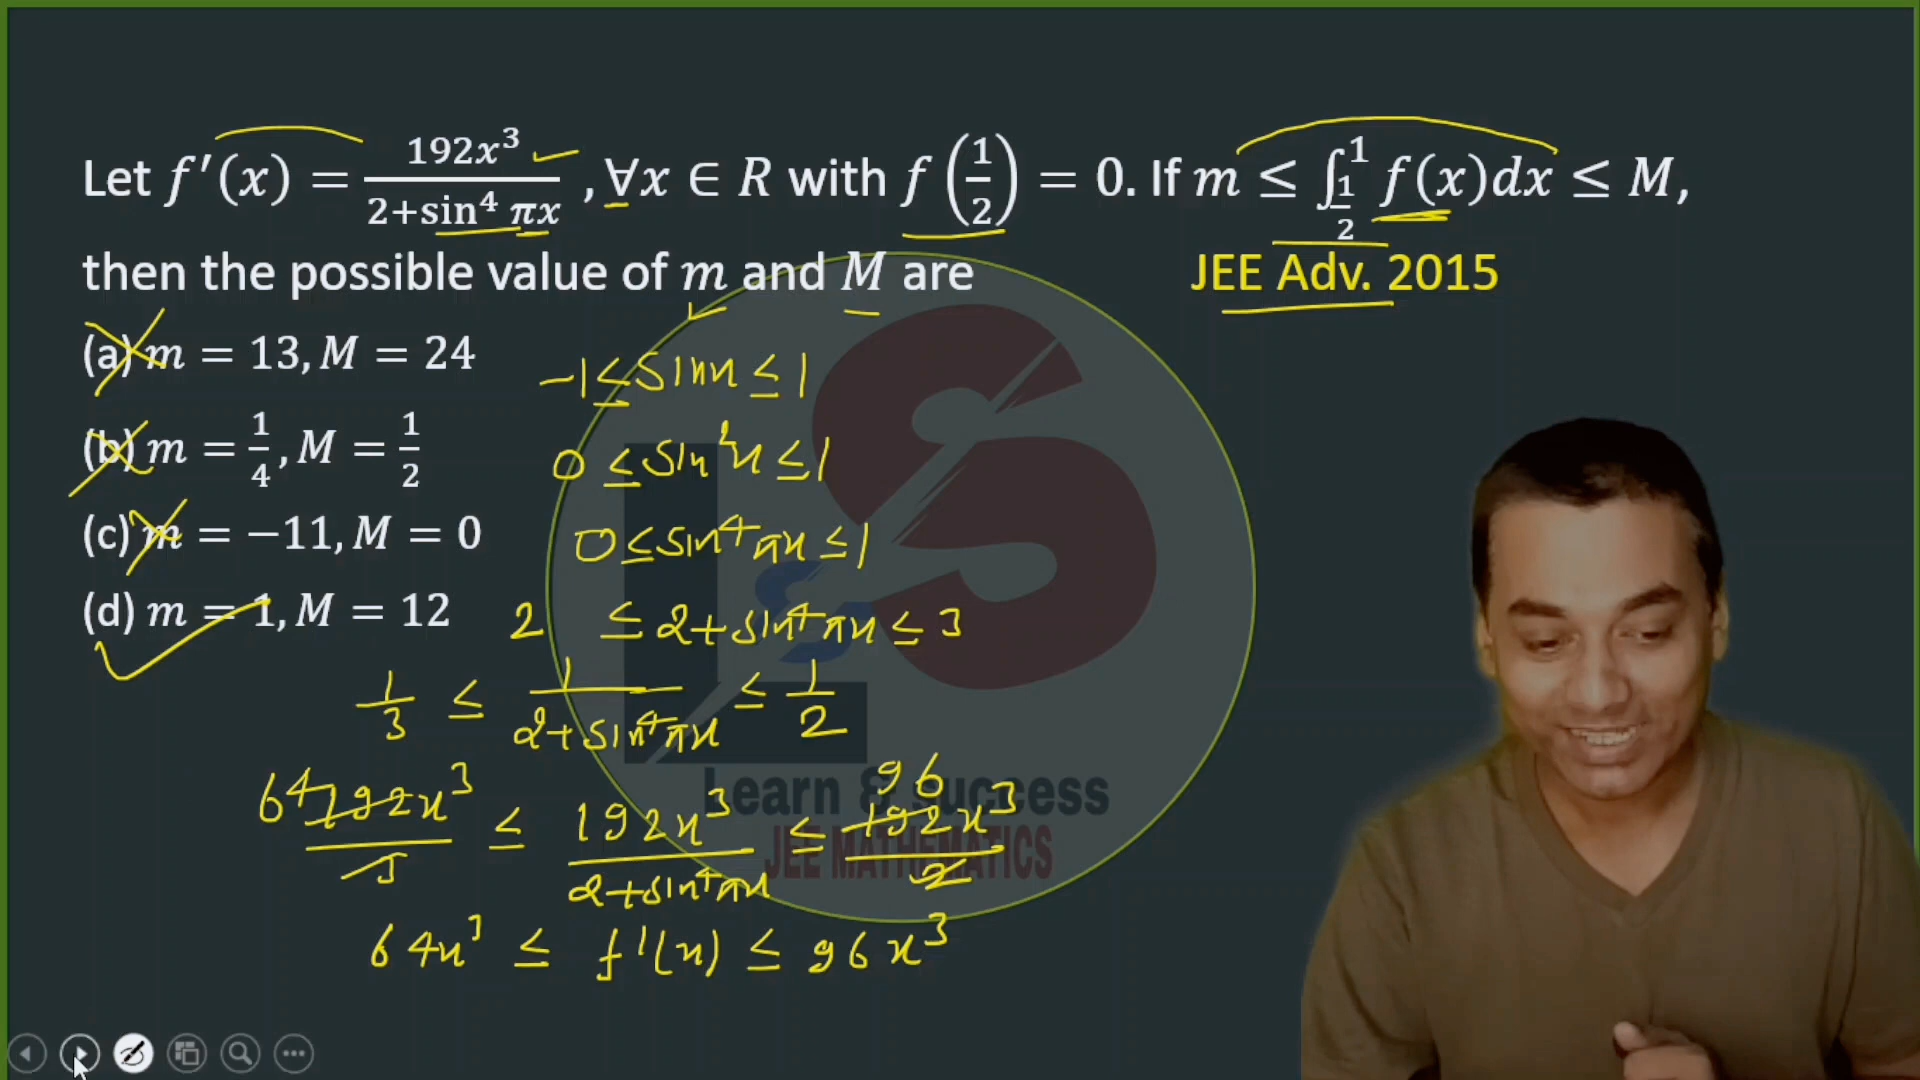 Let f′(x) = 192x³ / (2+sin⁴ πx) , ∀x ∈ R with f(1/2) = 0. If m ≤ ∫_{1/2}^{1} f(x)dx ≤ M,
then the possible value of m and M are
JEE Adv. 2015
(a) m = 13, M = 24
(b) m = 1/4, M = 1/2
(c) m = −11, M = 0
(d) m = 1, M = 12
−1 ≤ sinx ≤ 1
0 ≤ sin²x ≤ 1
0 ≤ sin⁴πx ≤ 1
2 ≤ 2+sin⁴πx ≤ 3
1/3 ≤ 1/(2+sin⁴πx) ≤ 1/2
64 192x³/3 ≤ 192x³/(2+sin⁴πx) ≤ 96 192x³/2
64x³ ≤ f'(x) ≤ 96x³
LS
Learn & success
JEE MATHEMATICS